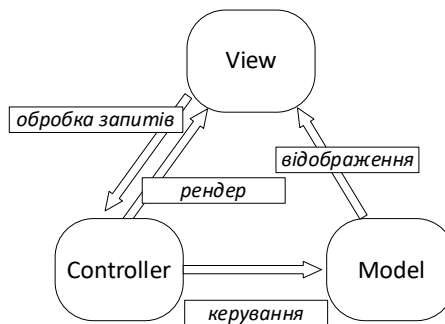 View
обробка запитів
відображення
рендер
Controller
Model
керування